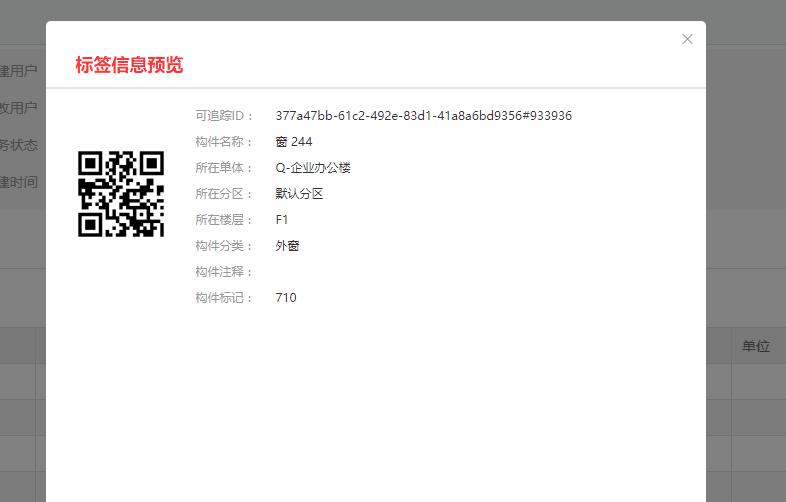 标签信息预览
建用户
可追踪ID： 377a47bb-61c2-492e-83d1-41a8a6bd9356#933936
改用户
构件名称： 窗 244
务状态
所在单体： Q-企业办公楼
建时间
所在分区： 默认分区
所在楼层： F1
构件分类： 外窗
构件注释：
构件标记： 710
单位